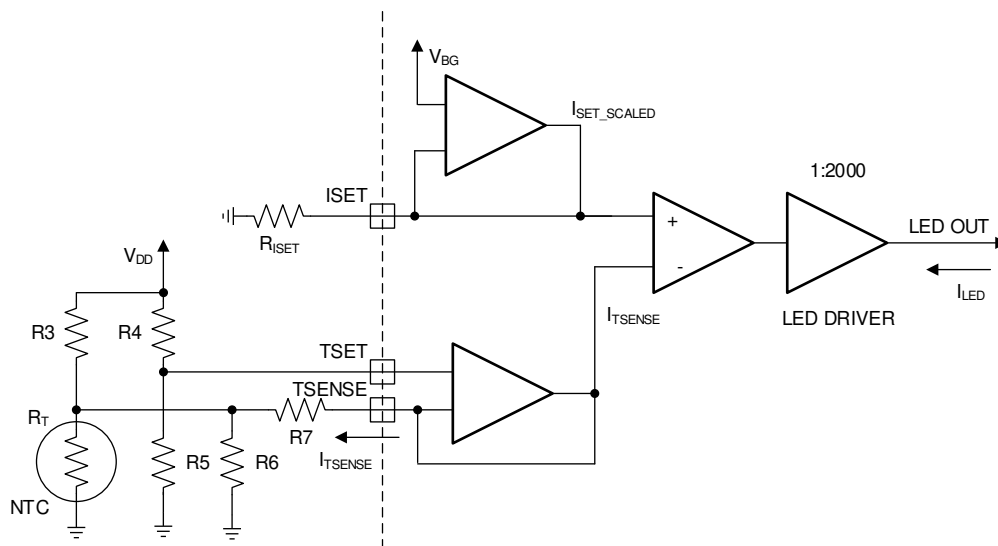 V_BG
I_SET_SCALED
1:2000
ISET
+
R_ISET
LED OUT
V_DD
-
I_LED
R3
R4
I_TSENSE
LED DRIVER
TSET
TSENSE
R_T
R7
I_TSENSE
R5
R6
NTC